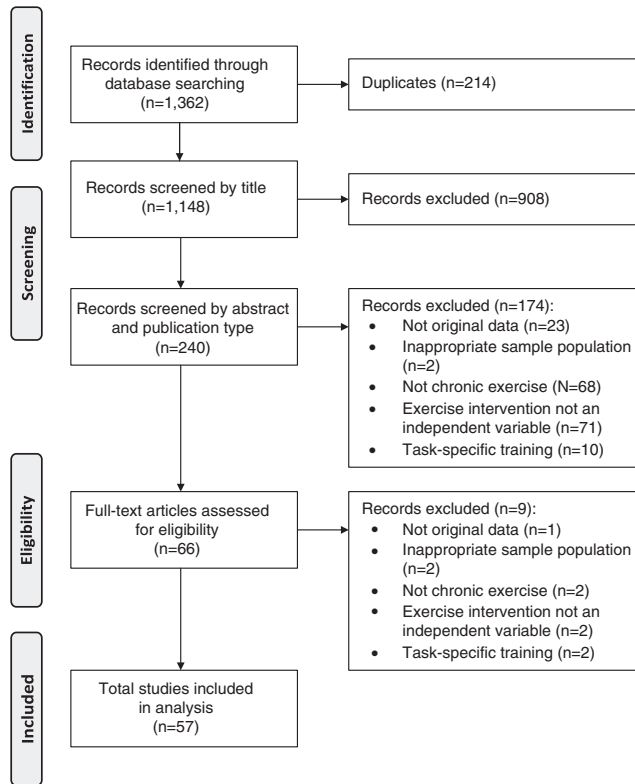 Identification
Records identified through
database searching
(n=1,362)
Duplicates (n=214)
Screening
Records screened by title
(n=1,148)
Records excluded (n=908)
Records screened by abstract
and publication type
(n=240)
Records excluded (n=174):
• Not original data (n=23)
• Inappropriate sample population
(n=2)
• Not chronic exercise (N=68)
• Exercise intervention not an
independent variable (n=71)
• Task-specific training (n=10)
Eligibility
Full-text articles assessed
for eligibility
(n=66)
Records excluded (n=9):
• Not original data (n=1)
• Inappropriate sample population
(n=2)
• Not chronic exercise (n=2)
• Exercise intervention not an
independent variable (n=2)
• Task-specific training (n=2)
Included
Total studies included
in analysis
(n=57)